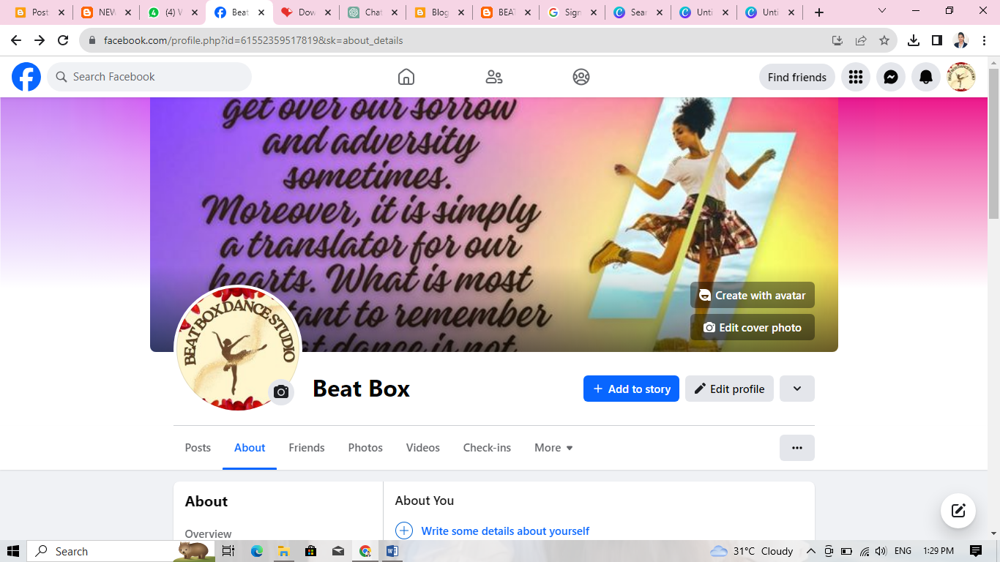 Post
NEW
(4) V
Beat
Dow
Chat
Blog
BEAT
Sign
Sear
Unti
Unti
facebook.com/profile.php?id=61552359517819&sk=about_details
Search Facebook
Find friends
get over our sorrow
and adversity
sometimes.
Moreover, it is simply
a translator for our
hearts. What is most
tant to remember
dance is not
Create with avatar
Edit cover photo
BEAT BOX DANCE STUDIO
Beat Box
Add to story
Edit profile
Posts
About
Friends
Photos
Videos
Check-ins
More
About
About You
Overview
Write some details about yourself
Search
31°C Cloudy
ENG
1:29 PM